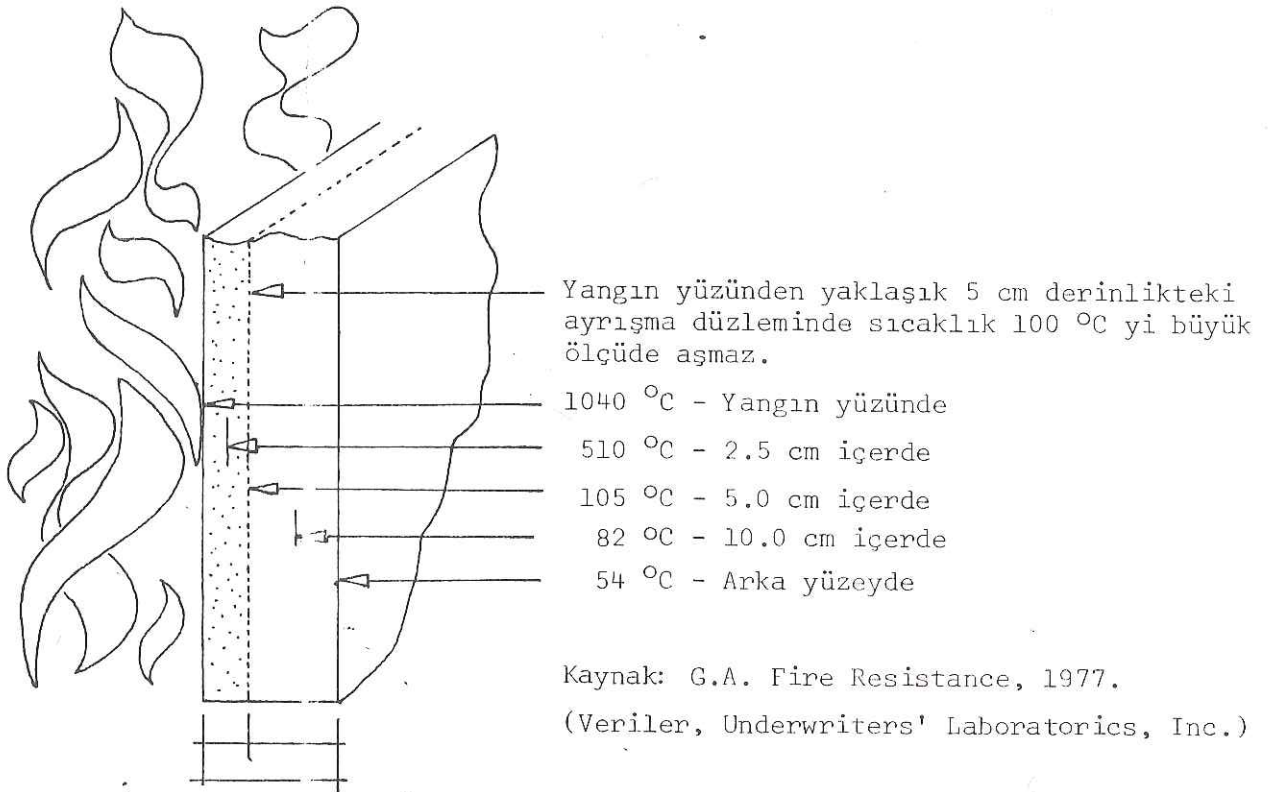 Yangın yüzünden yaklaşık 5 cm derinlikteki
ayrışma düzleminde sıcaklık 100 °C yi büyük
ölçüde aşmaz.
1040 °C - Yangın yüzünde
510 °C - 2.5 cm içerde
105 °C - 5.0 cm içerde
82 °C - 10.0 cm içerde
54 °C - Arka yüzeyde
Kaynak: G.A. Fire Resistance, 1977.
(Veriler, Underwriters' Laboratorics, Inc.)